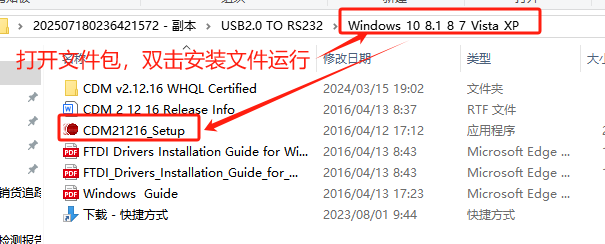 202507180236421572 - 副本 > USB2.0 TO RS232 > Windows 10 8.1 8 7 Vista XP
打开文件包，双击安装文件运行
修改日期 类型
CDM v2.12.16 WHQL Certified 2024/03/15 19:02 文件夹
CDM 2 12 16 Release Info 2016/04/13 8:37 RTF 文件
CDM21216_Setup 2016/04/12 17:12 应用程序
FTDI Drivers Installation Guide for Wi... 2016/04/13 8:43 Microsoft Edge ...
FTDI_Drivers_Installation_Guide_for_... 2016/04/13 8:43 Microsoft Edge ...
Windows Guide 2016/04/13 17:23 Microsoft Edge ...
下载 - 快捷方式 2023/08/01 9:44 快捷方式
销货追踪
检测报告